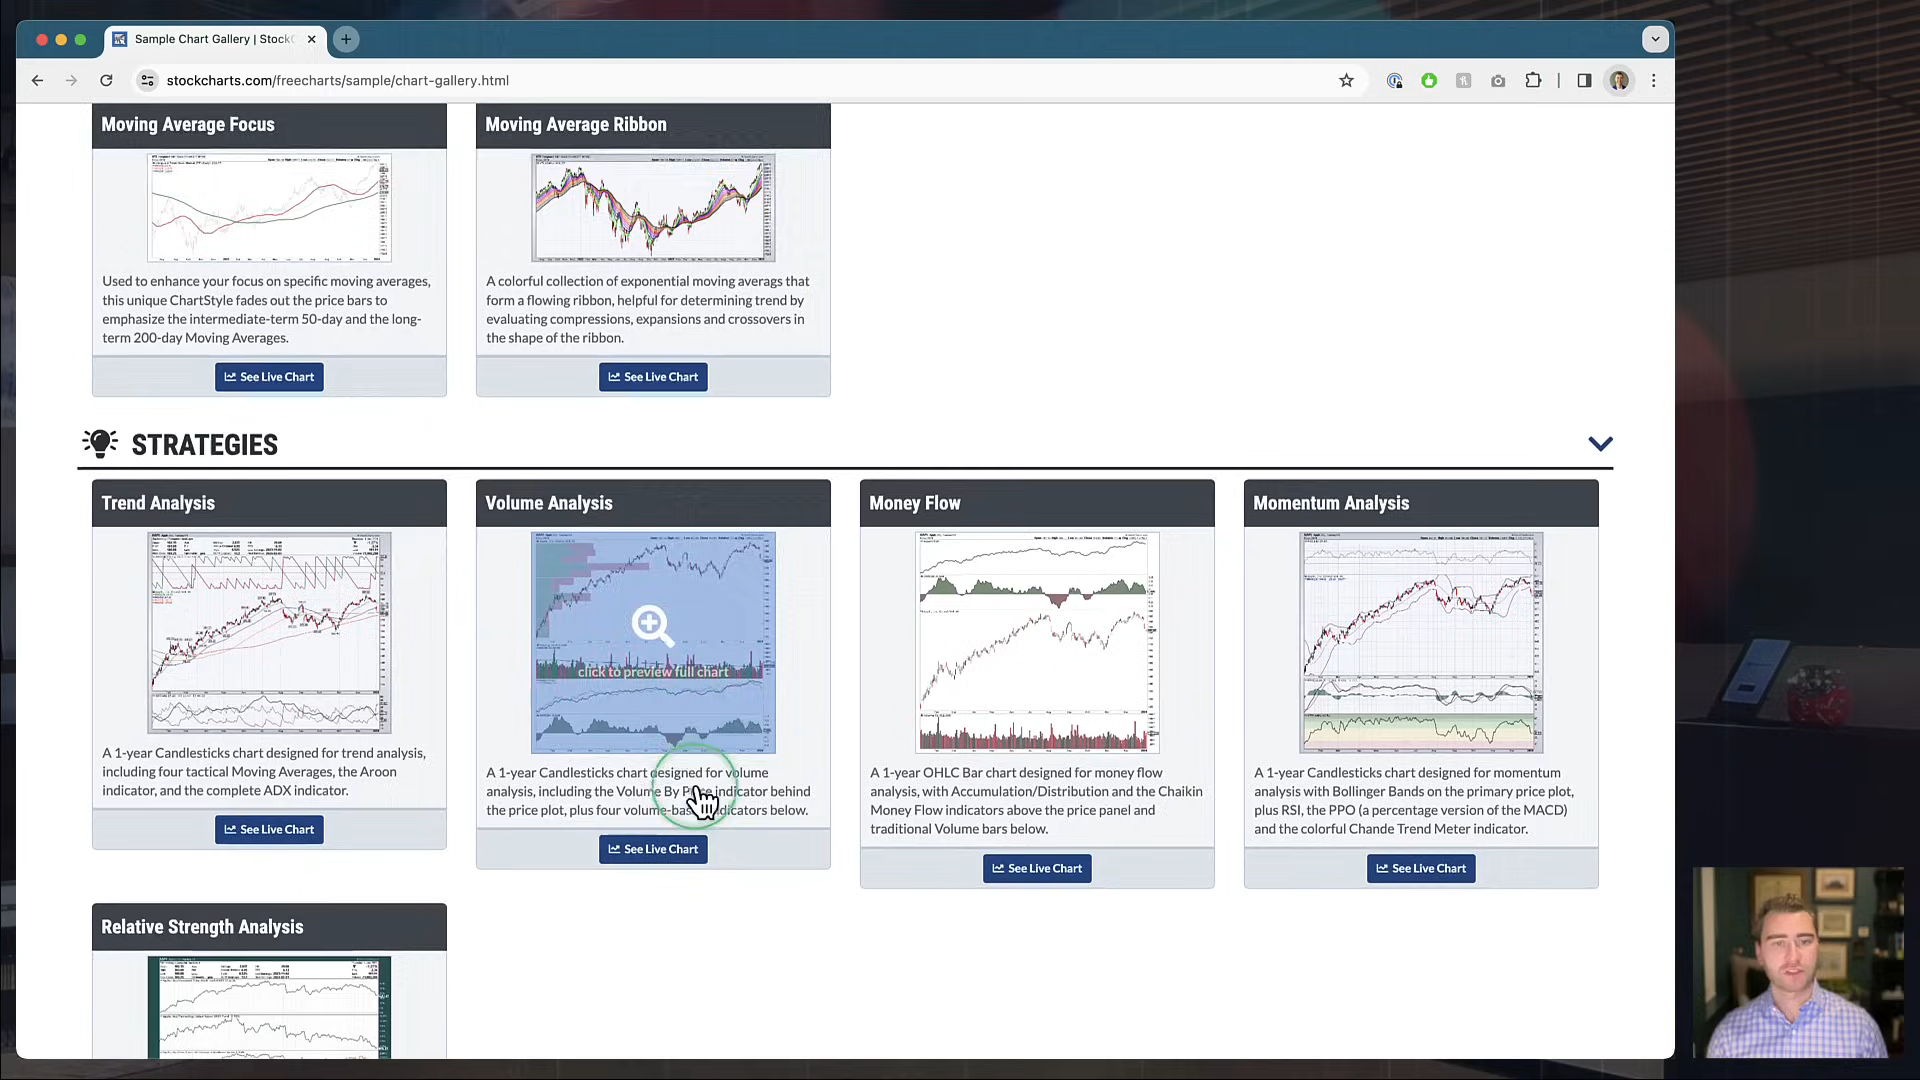 Sample Chart Gallery | StockC
stockcharts.com/freecharts/sample/chart-gallery.html
Moving Average Focus
Used to enhance your focus on specific moving averages,
this unique ChartStyle fades out the price bars to
emphasize the intermediate-term 50-day and the long-
term 200-day Moving Averages.
See Live Chart
Moving Average Ribbon
A colorful collection of exponential moving averags that
form a flowing ribbon, helpful for determining trend by
evaluating compressions, expansions and crossovers in
the shape of the ribbon.
See Live Chart
STRATEGIES
Trend Analysis
A 1-year Candlesticks chart designed for trend analysis,
including four tactical Moving Averages, the Aroon
indicator, and the complete ADX indicator.
See Live Chart
Volume Analysis
click to preview full chart
A 1-year Candlesticks chart designed for volume
analysis, including the Volume By Price indicator behind
the price plot, plus four volume-based indicators below.
See Live Chart
Money Flow
A 1-year OHLC Bar chart designed for money flow
analysis, with Accumulation/Distribution and the Chaikin
Money Flow indicators above the price panel and
traditional Volume bars below.
See Live Chart
Momentum Analysis
A 1-year Candlesticks chart designed for momentum
analysis with Bollinger Bands on the primary price plot,
plus RSI, the PPO (a percentage version of the MACD)
and the colorful Chande Trend Meter indicator.
See Live Chart
Relative Strength Analysis